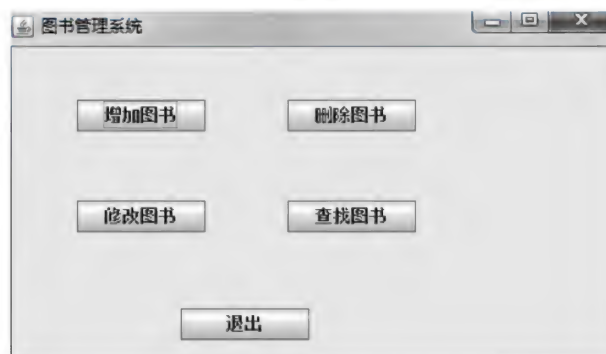 图书管理系统
增加图书 删除图书
修改图书 查找图书
退出